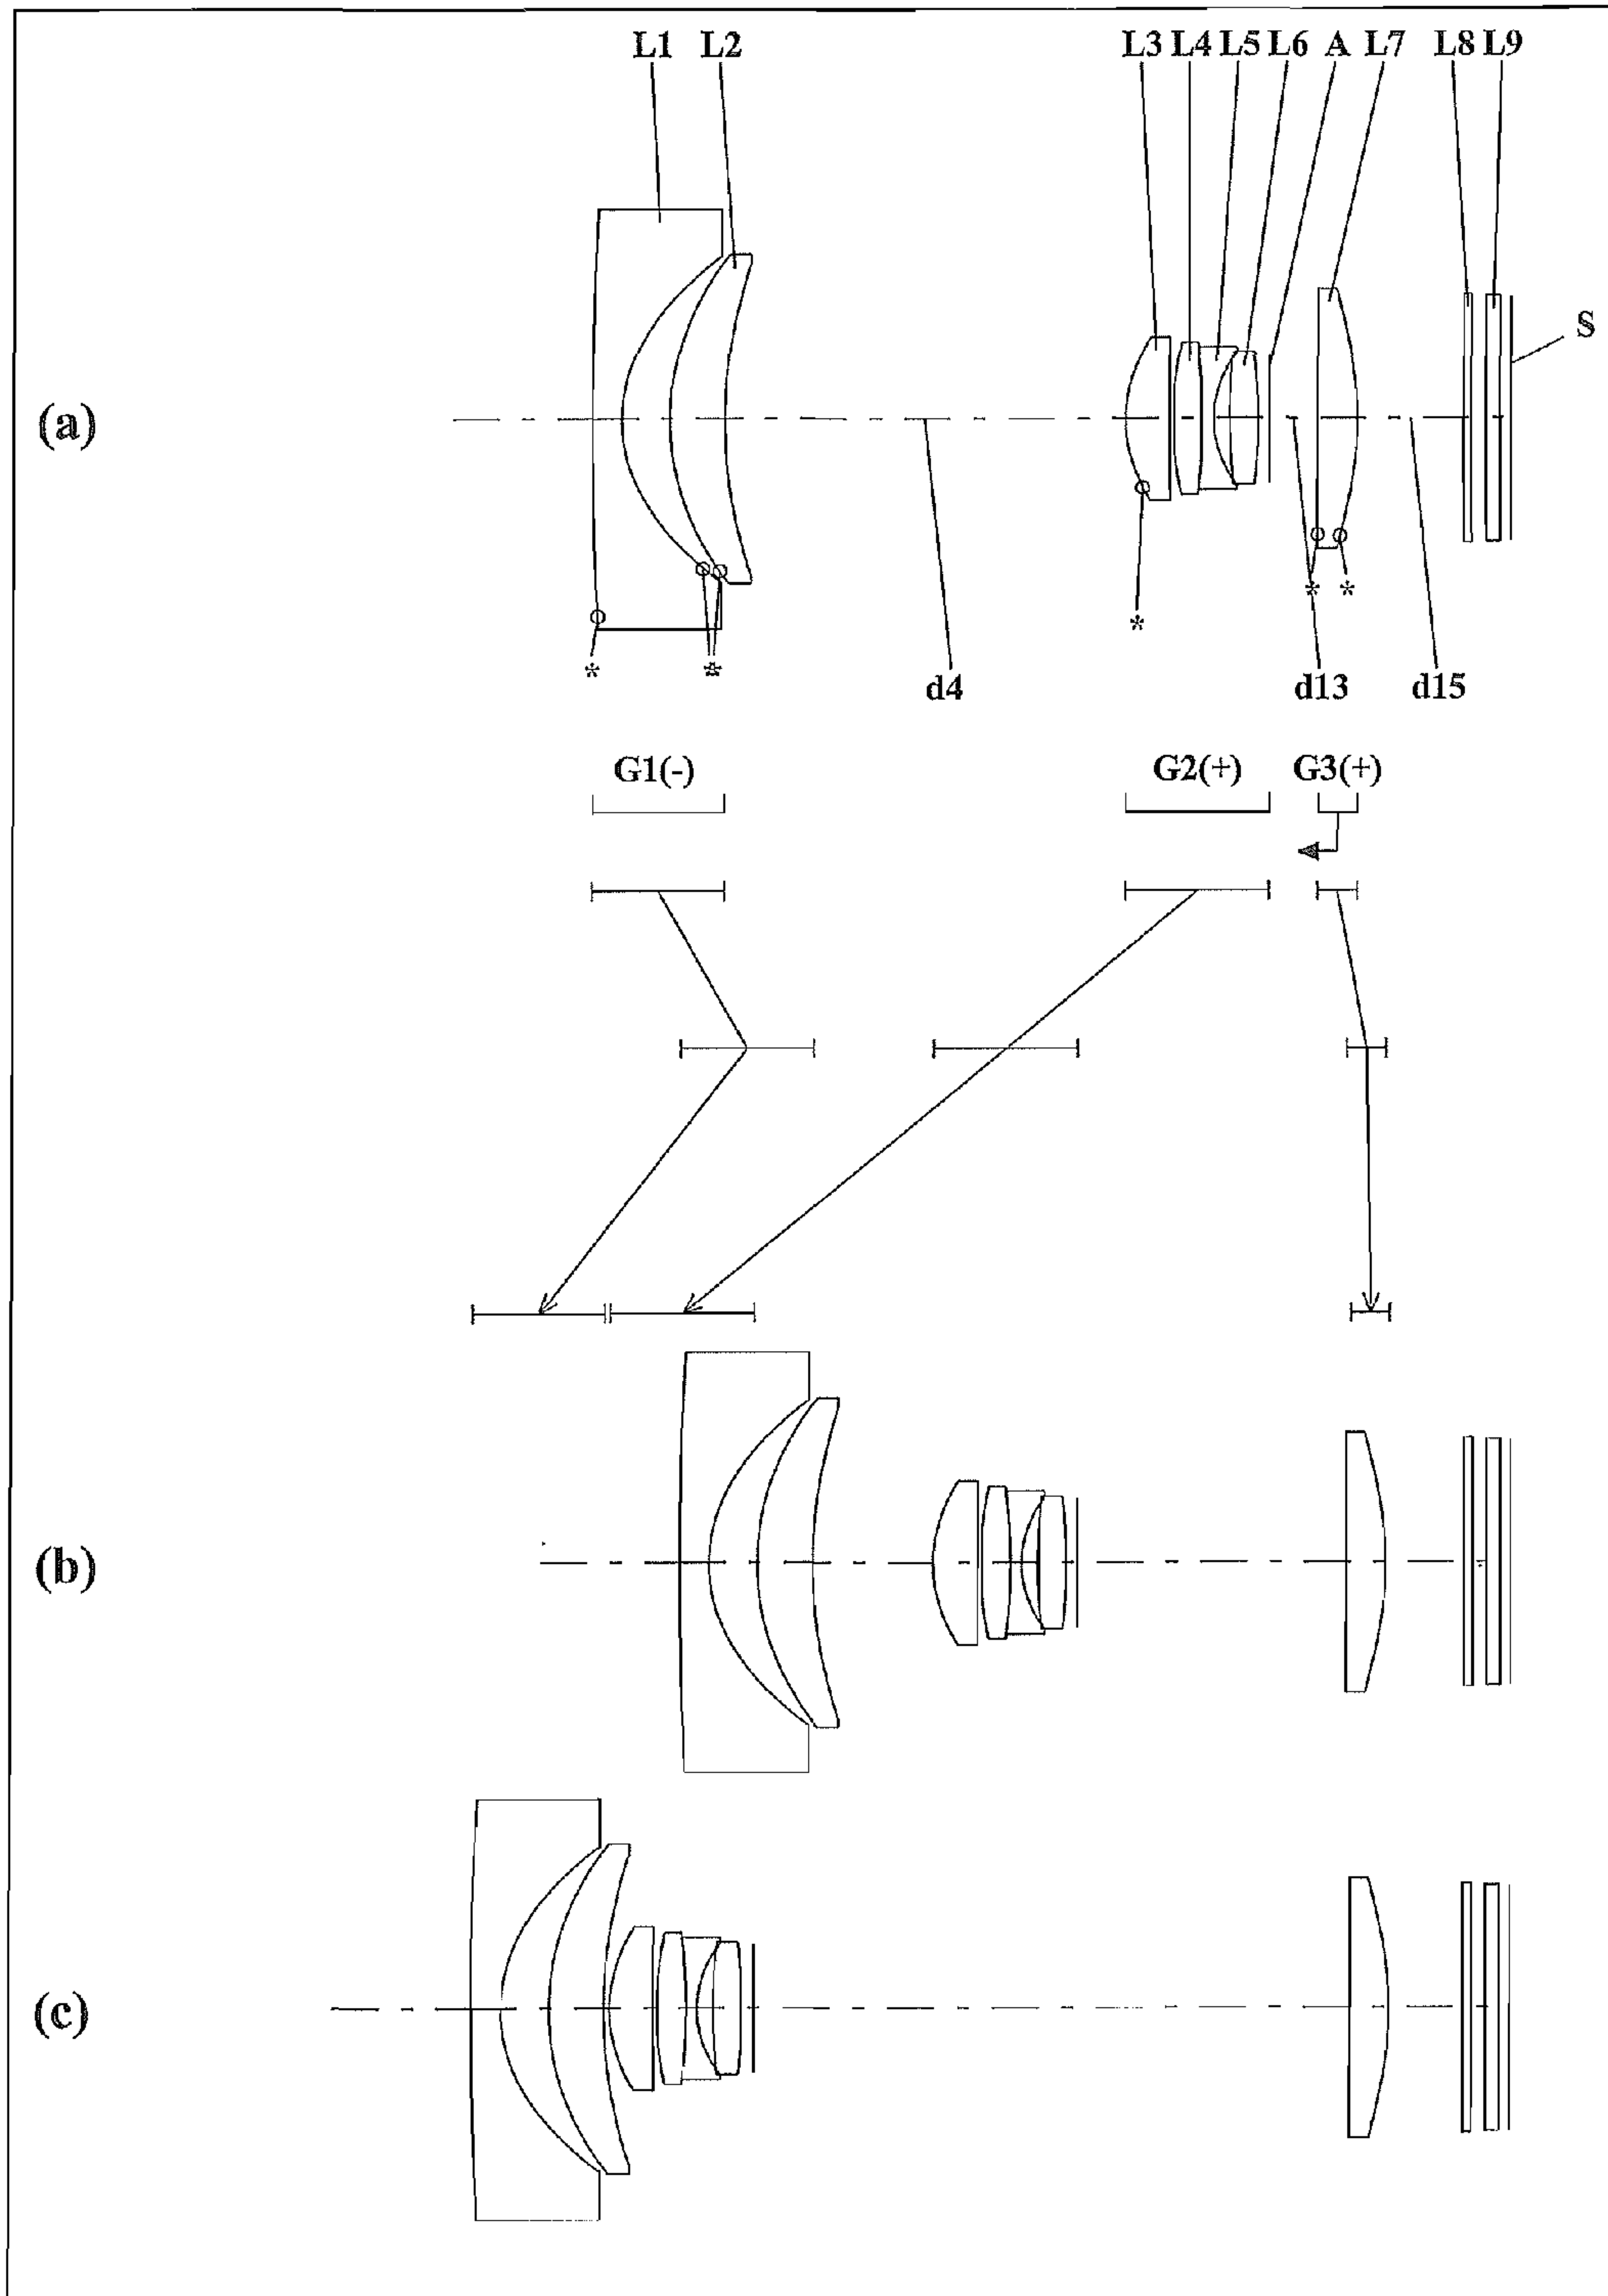 L1 L2 L3 L4 L5 L6 A L7 L8 L9
S
(a)
* * * * *
d4 d13 d15
G1(-) G2(+) G3(+)
(b)
(c)